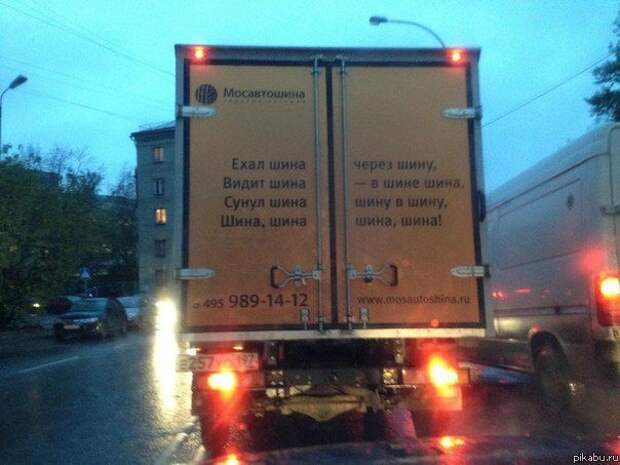 Мосавтошина
Ехал шина через шину,
Видит шина — в шине шина.
Сунул шина шину в шину,
Шина, шина шина, шина!
495 989-14-12
www.mosautoshina.ru
pikabu.ru